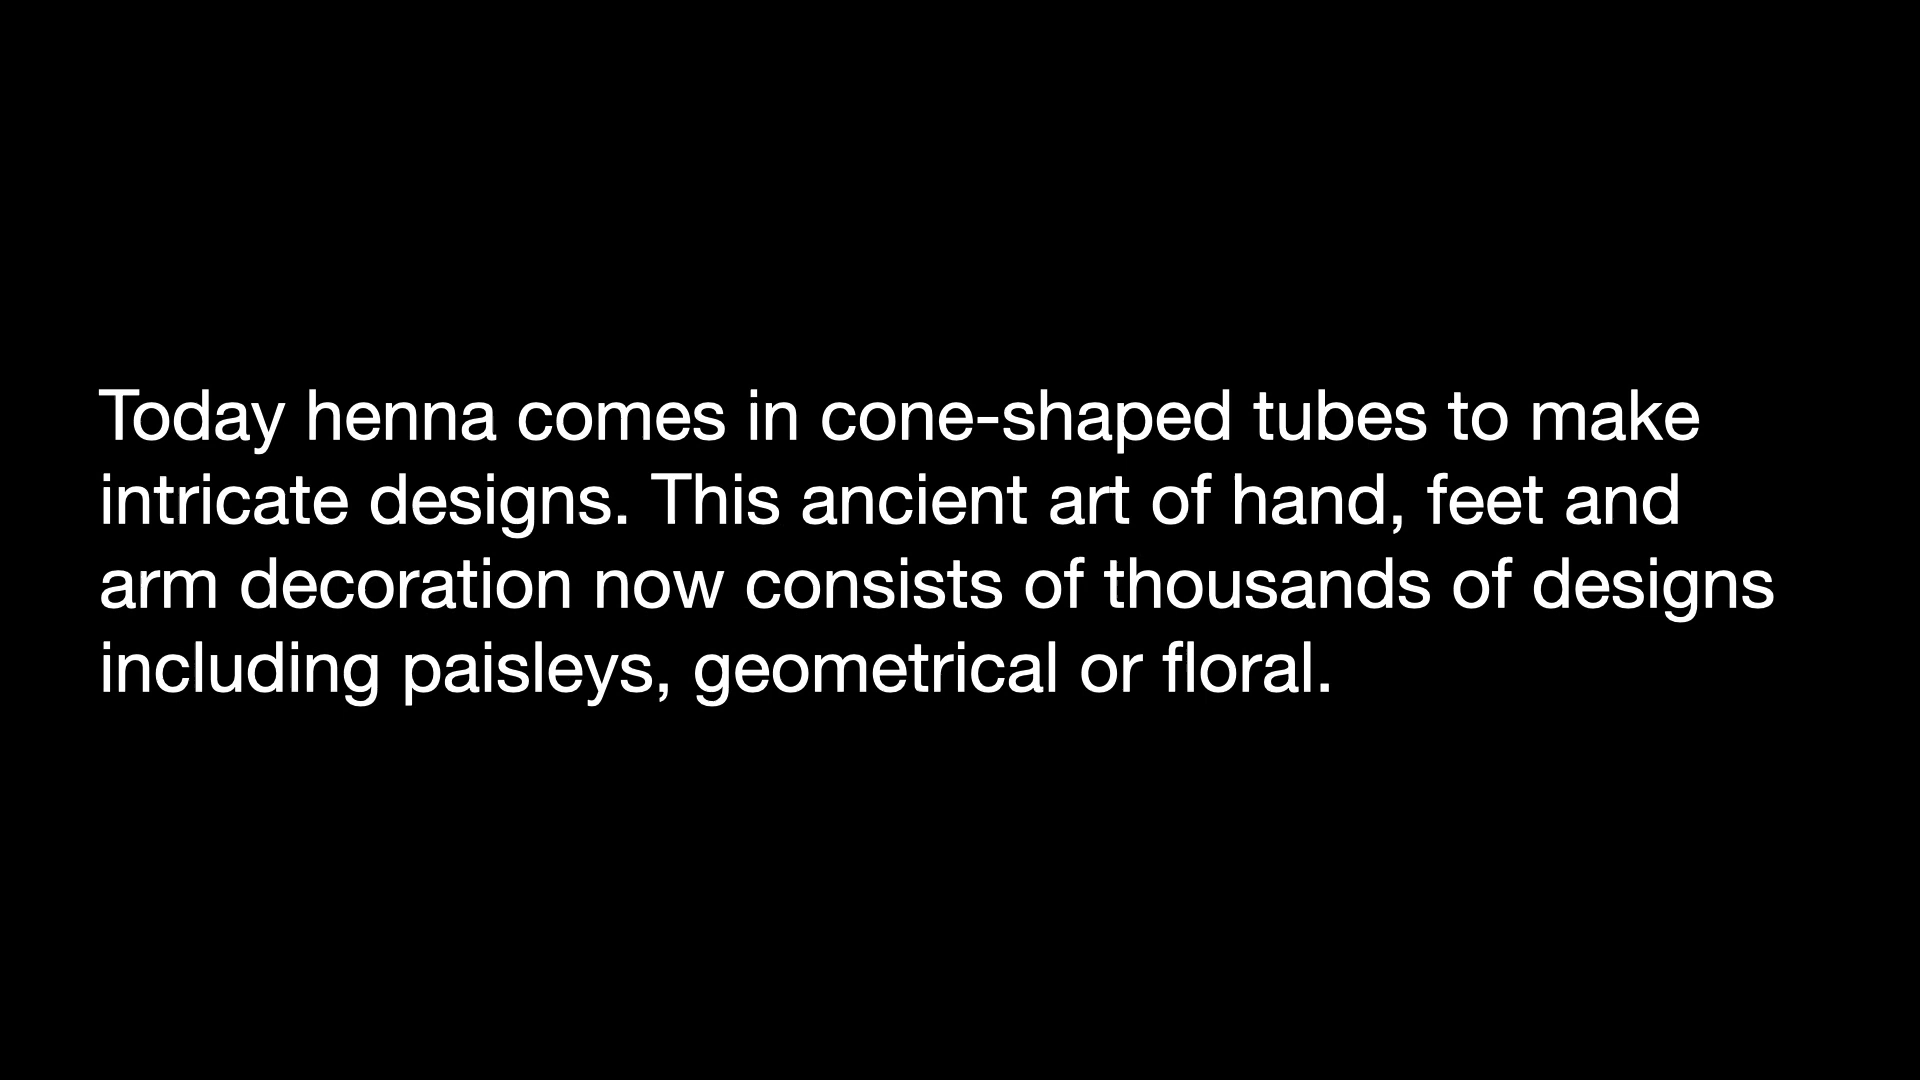 Today henna comes in cone-shaped tubes to make
intricate designs. This ancient art of hand, feet and
arm decoration now consists of thousands of designs
including paisleys, geometrical or floral.